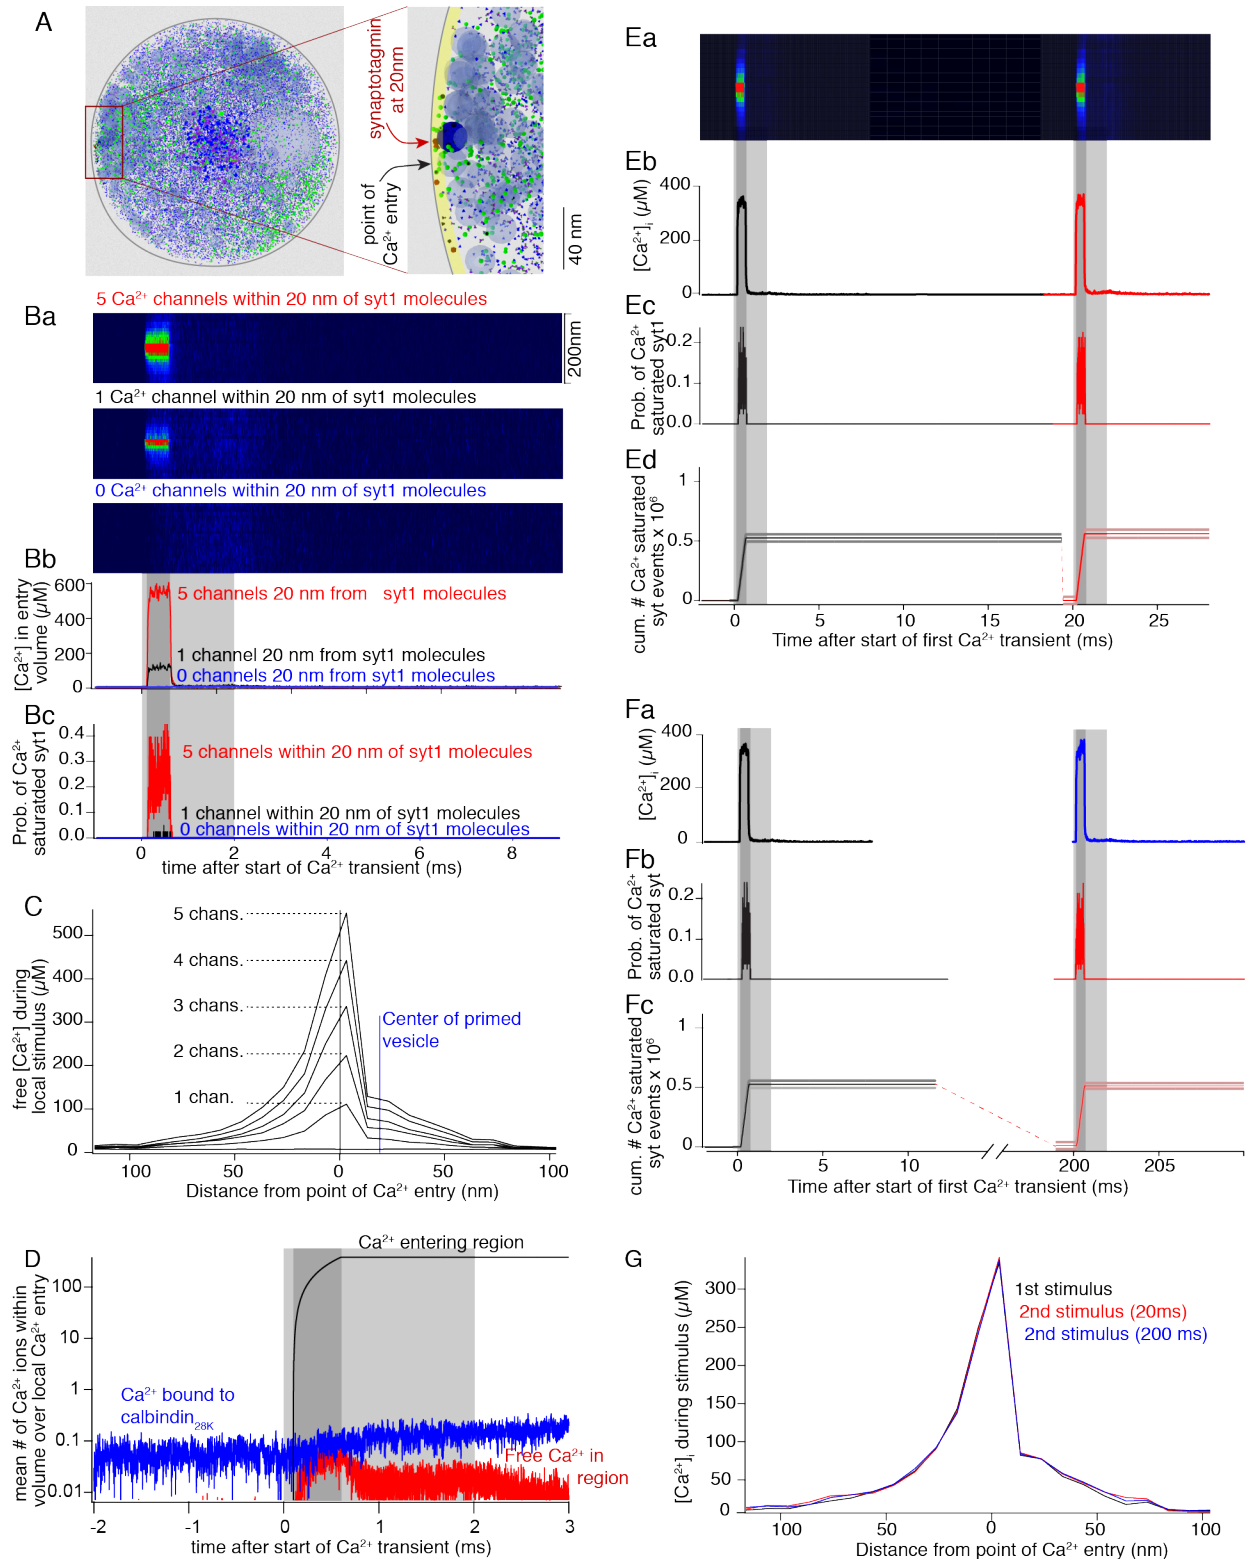 A
synaptotagmin
at 20nm
point of
Ca²⁺ entry
40 nm
5 Ca²⁺ channels within 20 nm of syt1 molecules
Ba
200nm
1 Ca²⁺ channel within 20 nm of syt1 molecules
0 Ca²⁺ channels within 20 nm of syt1 molecules
Bb
[Ca²⁺] in entry
volume (µM)
600
400
200
0
5 channels 20 nm from syt1 molecules
1 channel 20 nm from syt1 molecules
0 channels 20 nm from syt1 molecules
Bc
Prob. of Ca²⁺
saturatded syt1
0.4
0.3
0.2
0.1
0.0
5 channels within 20 nm of syt1 molecules
1 channel within 20 nm of syt1 molecules
0 channels within 20 nm of syt1 molecules
0 2 4 6 8
time after start of Ca²⁺ transient (ms)
C
free [Ca²⁺] during
local stimulus (µM)
500
400
300
200
100
0
5 chans.
4 chans.
3 chans.
2 chans.
1 chan.
Center of primed
vesicle
100 50 0 50 100
Distance from point of Ca²⁺ entry (nm)
D
mean # of Ca²⁺ ions within
volume over local Ca²⁺ entry
100
10
1
0.1
0.01
Ca²⁺ entering region
Ca²⁺ bound to
calbindin28K
Free Ca²⁺ in
region
-2 -1 0 1 2 3
time after start of Ca²⁺ transient (ms)
Ea
Eb
[Ca²⁺]i (µM)
400
200
0
Ec
Prob. of Ca²⁺
saturated syt1
0.2
0.1
0.0
Ed
cum. # Ca²⁺ saturated
syt events x 10⁶
1
0.5
0
0 5 10 15 20 25
Time after start of first Ca²⁺ transient (ms)
Fa
[Ca²⁺]i (µM)
400
200
0
Fb
Prob. of Ca²⁺
saturated syt
0.2
0.1
0.0
Fc
cum. # Ca²⁺ saturated
syt events x 10⁶
1
0.5
0
0 5 10 200 205
Time after start of first Ca²⁺ transient (ms)
G
[Ca²⁺]i during stimulus (µM)
300
250
200
150
100
50
0
1st stimulus
2nd stimulus (20ms)
2nd stimulus (200 ms)
100 50 0 50 100
Distance from point of Ca²⁺ entry (nm)